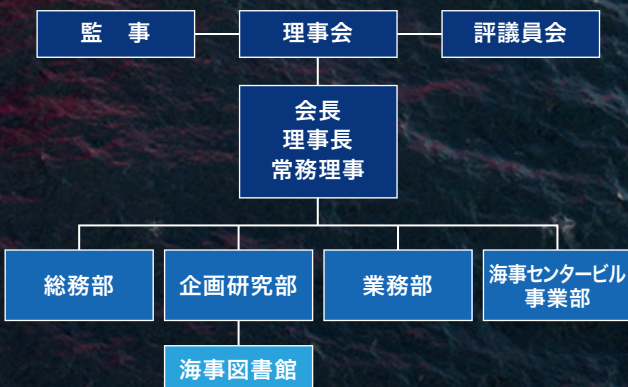 監　事
理事会
評議員会
会長
理事長
常務理事
総務部
企画研究部
業務部
海事センタービル
事業部
海事図書館